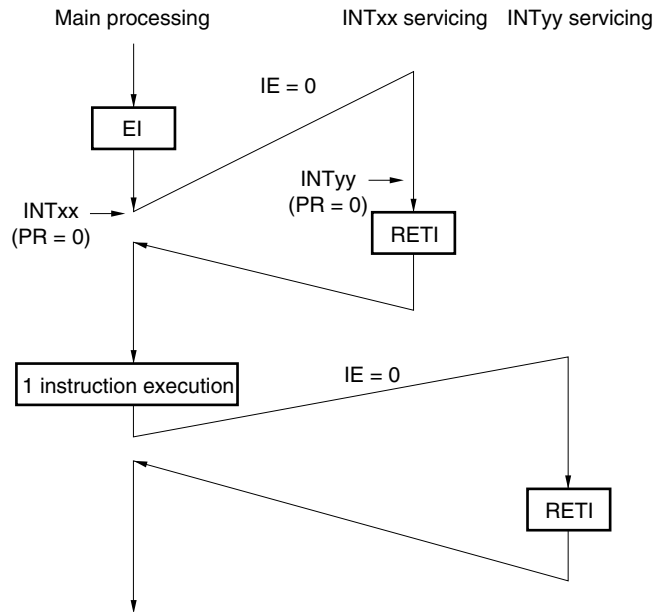 Main processing
INTxx servicing
INTyy servicing
IE = 0
EI
INTyy
(PR = 0)
INTxx
(PR = 0)
RETI
1 instruction execution
IE = 0
RETI